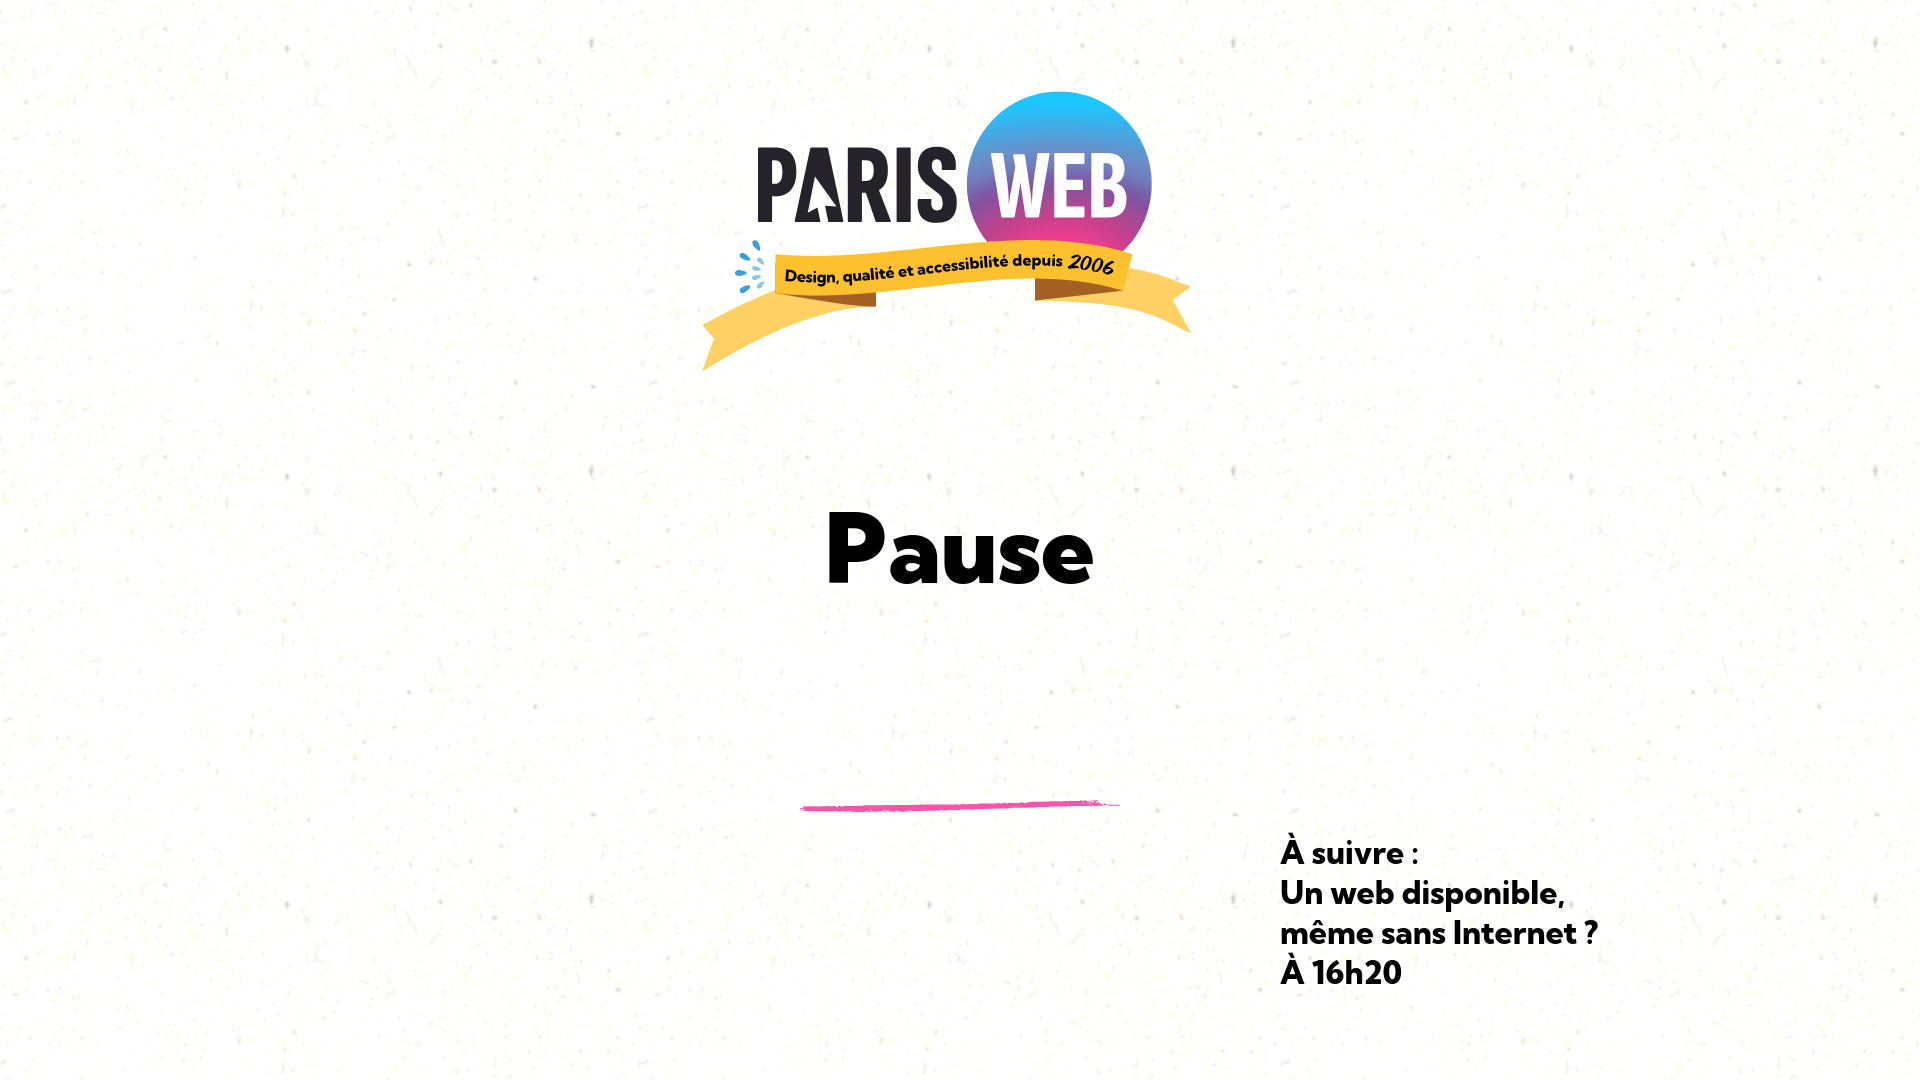 PARIS WEB
Design, qualité et accessibilité depuis 2006
Pause
À suivre :
Un web disponible,
même sans Internet ?
À 16h20